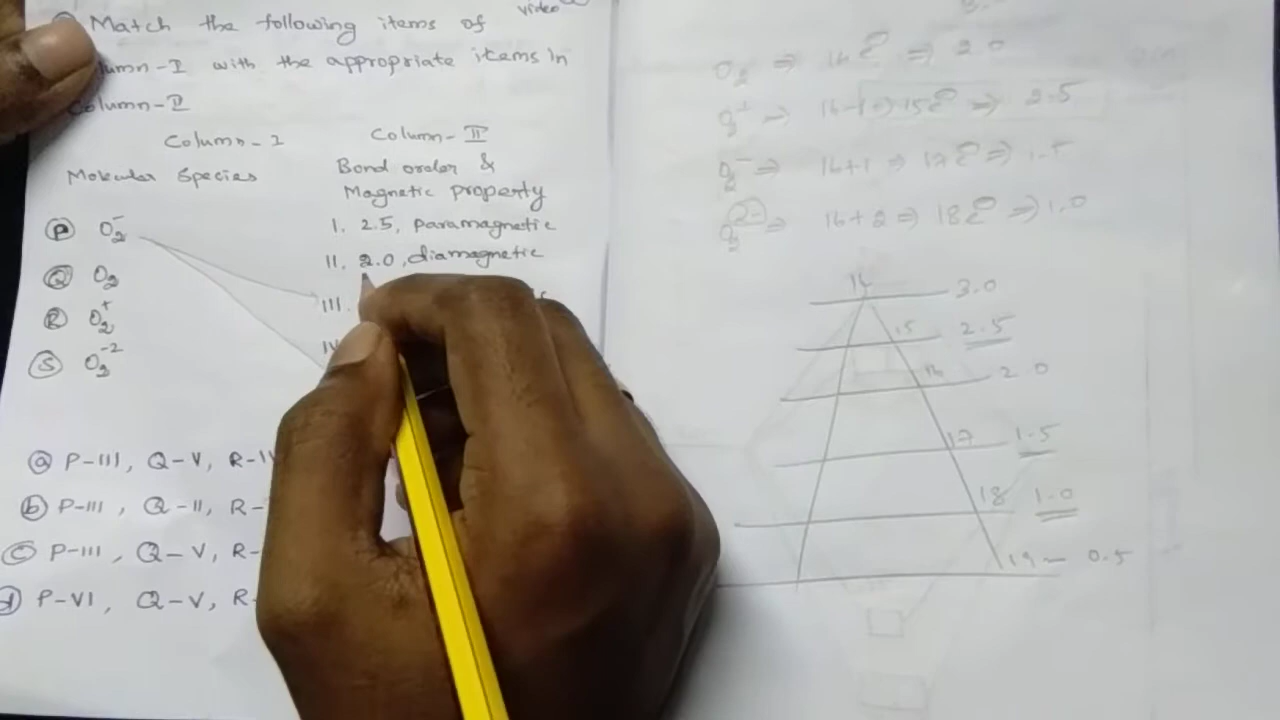 video
Match the following items of
Column-I with the appropriate items in
Column-II
Column-I Column-II
Molecular Species Bond order &
Magnetic property
(P) O₂⁻ I. 2.5, paramagnetic
(Q) O₂ II. 2.0, diamagnetic
(R) O₂⁺ III.
(S) O₂⁻² IV
(a) P-III, Q-V, R-IV
(b) P-III, Q-II, R-
(c) P-III, Q-V, R-
(d) P-VI, Q-V, R-
O₂ ⇒ 16e⁻ ⇒ 2.0
O₂⁺ ⇒ 16-1 ⇒ 15e⁻ ⇒ 2.5
O₂⁻ ⇒ 16+1 ⇒ 17e⁻ ⇒ 1.5
O₂²⁻ ⇒ 16+2 ⇒ 18e⁻ ⇒ 1.0
14 3.0
15 2.5
16 2.0
17 1.5
18 1.0
19 - 0.5